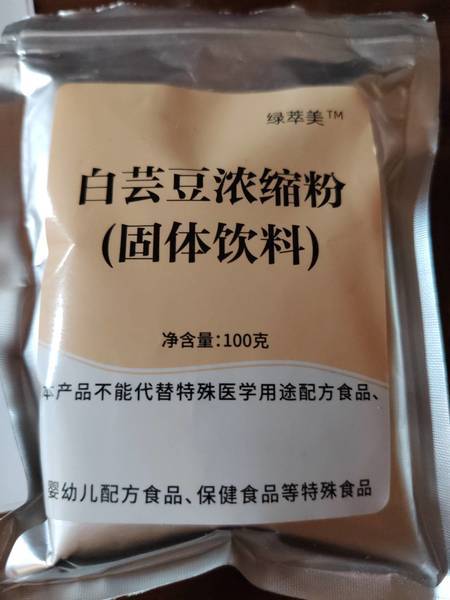 绿萃美™
白芸豆浓缩粉
(固体饮料)
净含量:100克
本产品不能代替特殊医学用途配方食品、
婴幼儿配方食品、保健食品等特殊食品